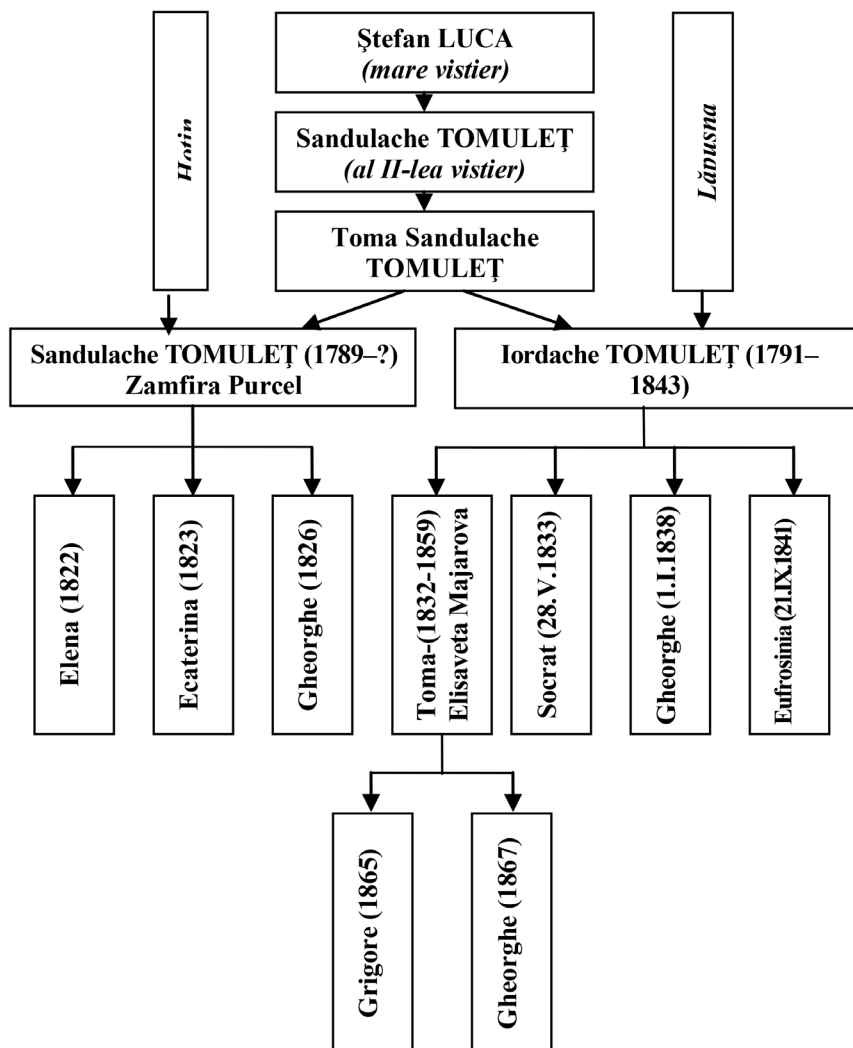 Ştefan LUCA
(mare vistier)
Hotin
Sandulache TOMULEŢ
(al II-lea vistier)
Lăpuşna
Toma Sandulache
TOMULEŢ
Sandulache TOMULEŢ (1789–?)
Zamfira Purcel
Iordache TOMULEŢ (1791–
1843)
Elena (1822)
Ecaterina (1823)
Gheorghe (1826)
Toma-(1832-1859)
Elisaveta Majarova
Socrat (28.V.1833)
Gheorghe (1.I.1838)
Eufrosinia (21.IX.1841)
Grigore (1865)
Gheorghe (1867)